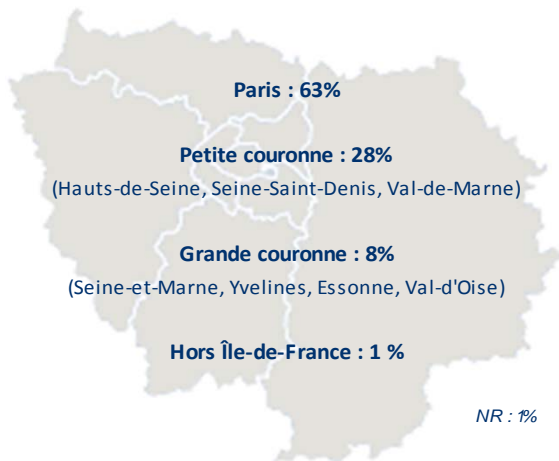 Paris : 63%
Petite couronne : 28%
(Hauts-de-Seine, Seine-Saint-Denis, Val-de-Marne)
Grande couronne : 8%
(Seine-et-Marne, Yvelines, Essonne, Val-d'Oise)
Hors Île-de-France : 1 %
NR : 1%